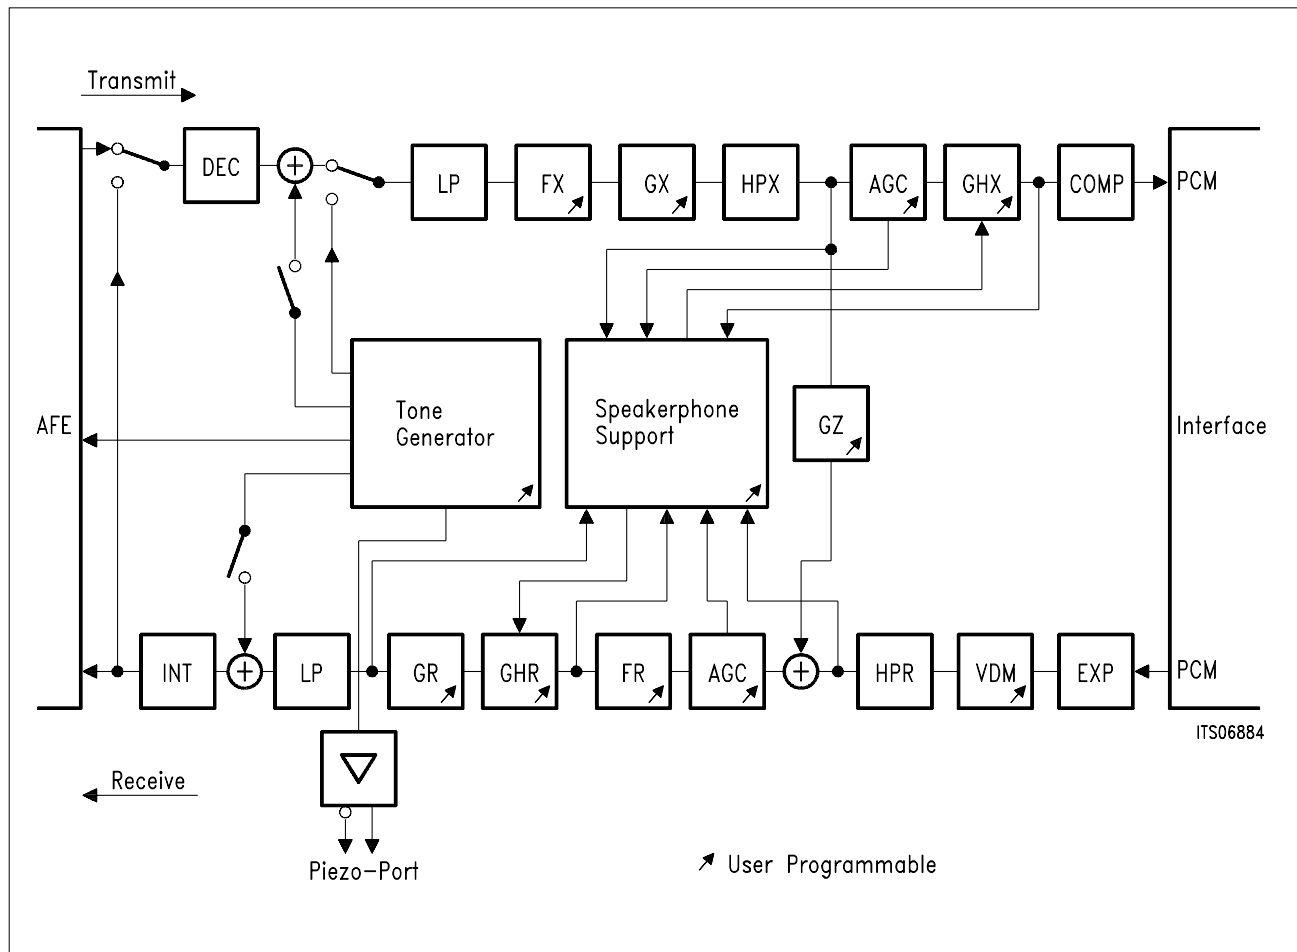 Transmit
DEC
+
LP
FX
GX
HPX
AGC
GHX
COMP
PCM
AFE
Tone
Generator
Speakerphone
Support
GZ
Interface
INT
+
LP
GR
GHR
FR
AGC
+
HPR
VDM
EXP
PCM
ITS06884
Receive
Piezo-Port
User Programmable